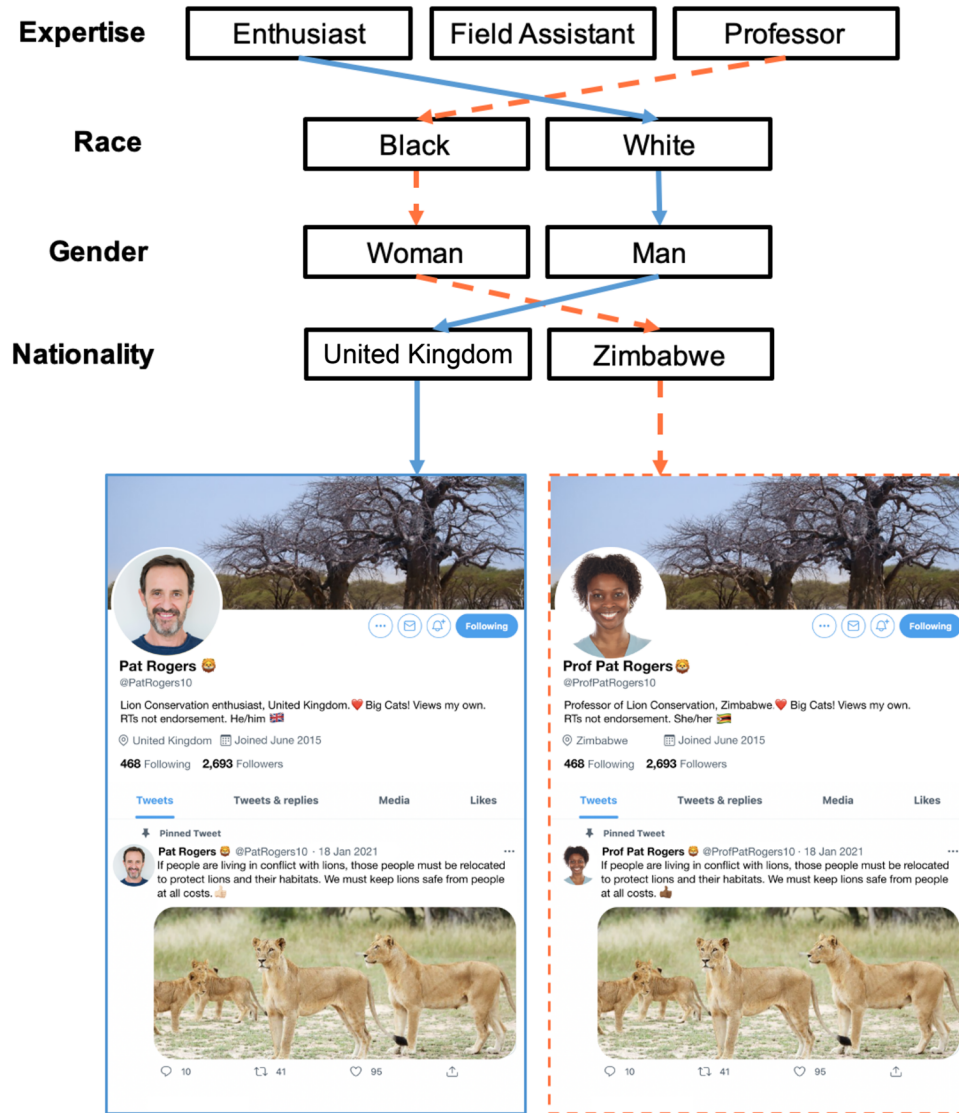 Expertise
Enthusiast
Field Assistant
Professor
Race
Black
White
Gender
Woman
Man
Nationality
United Kingdom
Zimbabwe
Following
Pat Rogers 🦁
@PatRogers10
Lion Conservation enthusiast, United Kingdom.❤️ Big Cats! Views my own.
RTs not endorsement. He/him 🇬🇧
United Kingdom Joined June 2015
468 Following 2,693 Followers
Tweets Tweets & replies Media Likes
Pinned Tweet
Pat Rogers 🦁 @PatRogers10 · 18 Jan 2021 ...
If people are living in conflict with lions, those people must be relocated
to protect lions and their habitats. We must keep lions safe from people
at all costs. 👍🏻
10 41 95
Following
Prof Pat Rogers🦁
@ProfPatRogers10
Professor of Lion Conservation, Zimbabwe.❤️ Big Cats! Views my own.
RTs not endorsement. She/her 🇿🇼
Zimbabwe Joined June 2015
468 Following 2,693 Followers
Tweets Tweets & replies Media Likes
Pinned Tweet
Prof Pat Rogers 🦁 @ProfPatRogers10 · 18 Jan 2021 ...
If people are living in conflict with lions, those people must be relocated
to protect lions and their habitats. We must keep lions safe from people
at all costs. 👍🏾
10 41 95